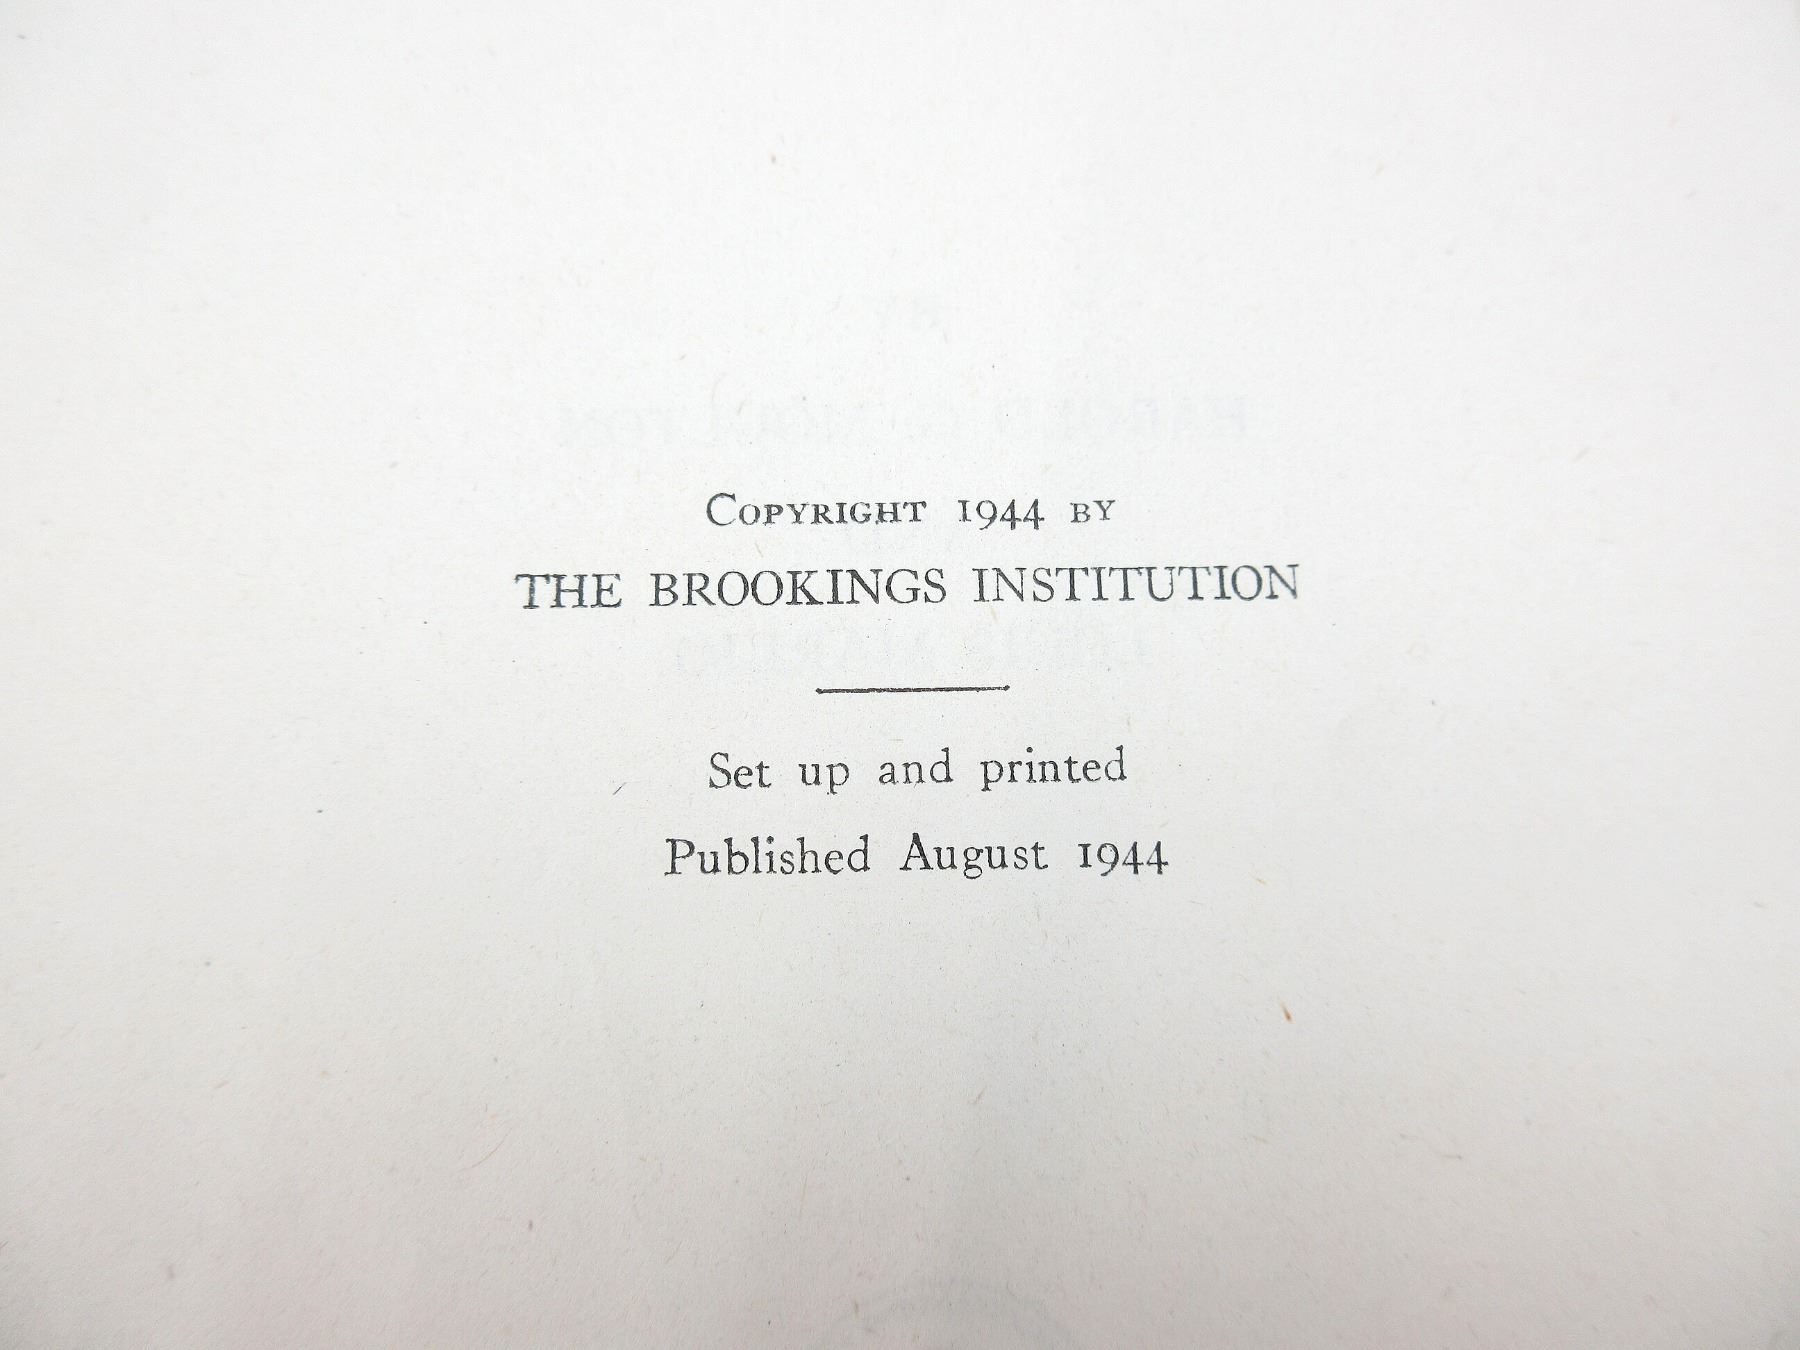 Copyright 1944 by
THE BROOKINGS INSTITUTION
Set up and printed
Published August 1944